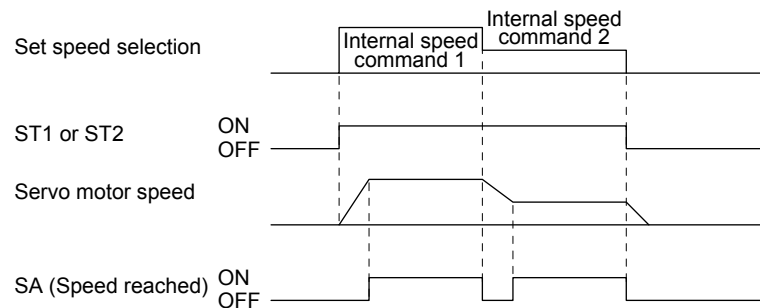 Set speed selection
Internal speed
command 1
Internal speed
command 2
ST1 or ST2
ON
OFF
Servo motor speed
SA (Speed reached)
ON
OFF